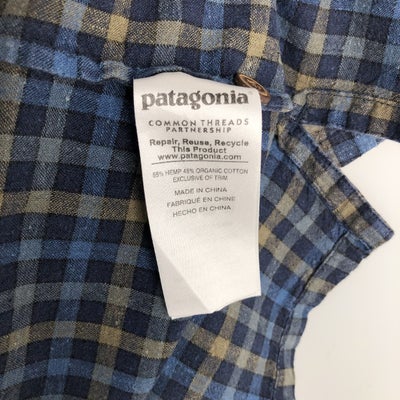 patagonia
COMMON THREADS
PARTNERSHIP
Repair, Reuse, Recycle
This Product
www.patagonia.com
HEMP 45% ORGANIC COTTON
EXCLUSIVE OF TRIM
MADE IN CHINA
FABRIQUÉ EN CHINE
HECHO EN CHINA